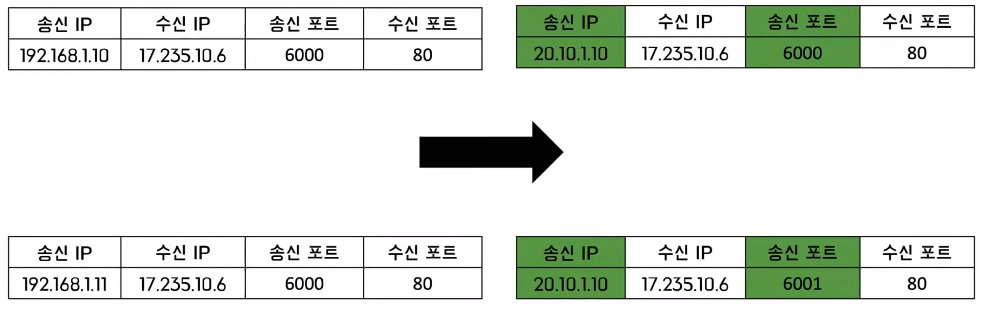 송신 IP 수신 IP 송신 포트 수신 포트
192.168.1.10 17.235.10.6 6000 80
송신 IP 수신 IP 송신 포트 수신 포트
20.10.1.10 17.235.10.6 6000 80
송신 IP 수신 IP 송신 포트 수신 포트
192.168.1.11 17.235.10.6 6000 80
송신 IP 수신 IP 송신 포트 수신 포트
20.10.1.10 17.235.10.6 6001 80